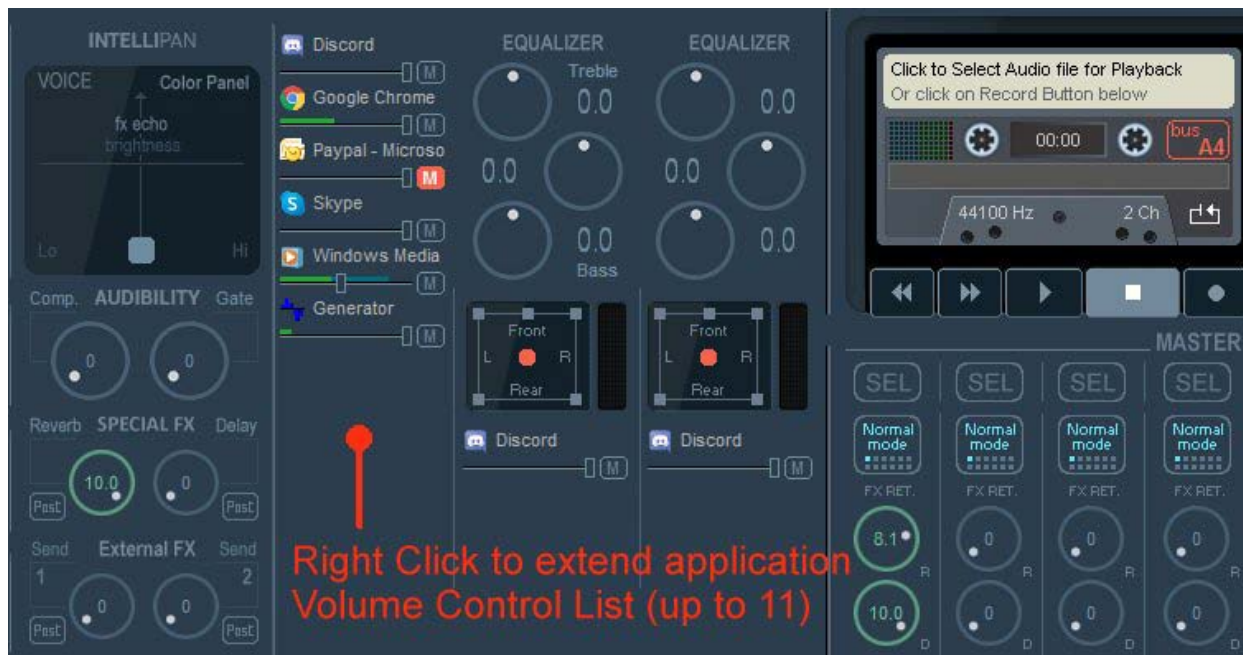 INTELLIPAN
VOICE
Color Panel
fx echo
brightness
Lo
Hi
Comp. AUDIBILITY Gate
0
0
Reverb SPECIAL FX Delay
10.0
0
Post
Post
Send External FX Send
1
2
0
0
Post
Post
Discord
M
Google Chrome
M
Paypal - Microso
M
Skype
M
Windows Media
M
Generator
M
Right Click to extend application
Volume Control List (up to 11)
EQUALIZER
Treble
0.0
0.0
0.0
Bass
Front
L
R
Rear
Discord
M
EQUALIZER
0.0
0.0
0.0
Front
L
R
Rear
Discord
M
Click to Select Audio file for Playback
Or click on Record Button below
00:00
bus
A4
44100 Hz
2 Ch
MASTER
SEL
SEL
SEL
SEL
Normal
mode
Normal
mode
Normal
mode
Normal
mode
FX RET.
FX RET.
FX RET.
FX RET.
8.1
R
0
R
0
R
0
R
10.0
D
0
D
0
D
0
D